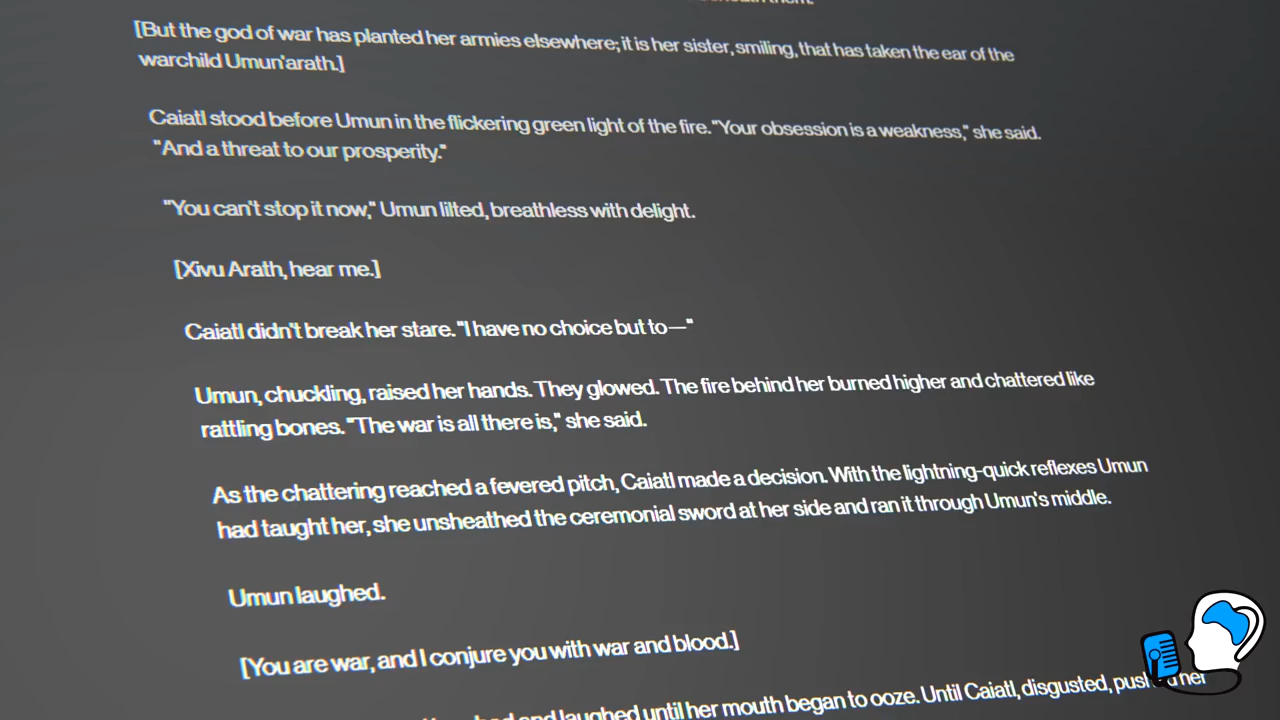 them.
[But the god of war has planted her armies elsewhere; it is her sister, smiling, that has taken the ear of the
warchild Umun'arath.]
Caiatl stood before Umun in the flickering green light of the fire. "Your obsession is a weakness," she said.
"And a threat to our prosperity."
"You can't stop it now," Umun lilted, breathless with delight.
[Xivu Arath, hear me.]
Caiatl didn't break her stare. "I have no choice but to—"
Umun, chuckling, raised her hands. They glowed. The fire behind her burned higher and chattered like
rattling bones. "The war is all there is," she said.
As the chattering reached a fevered pitch, Caiatl made a decision. With the lightning-quick reflexes Umun
had taught her, she unsheathed the ceremonial sword at her side and ran it through Umun's middle.
Umun laughed.
[You are war, and I conjure you with war and blood.]
and laughed until her mouth began to ooze. Until Caiatl, disgusted, pushed her